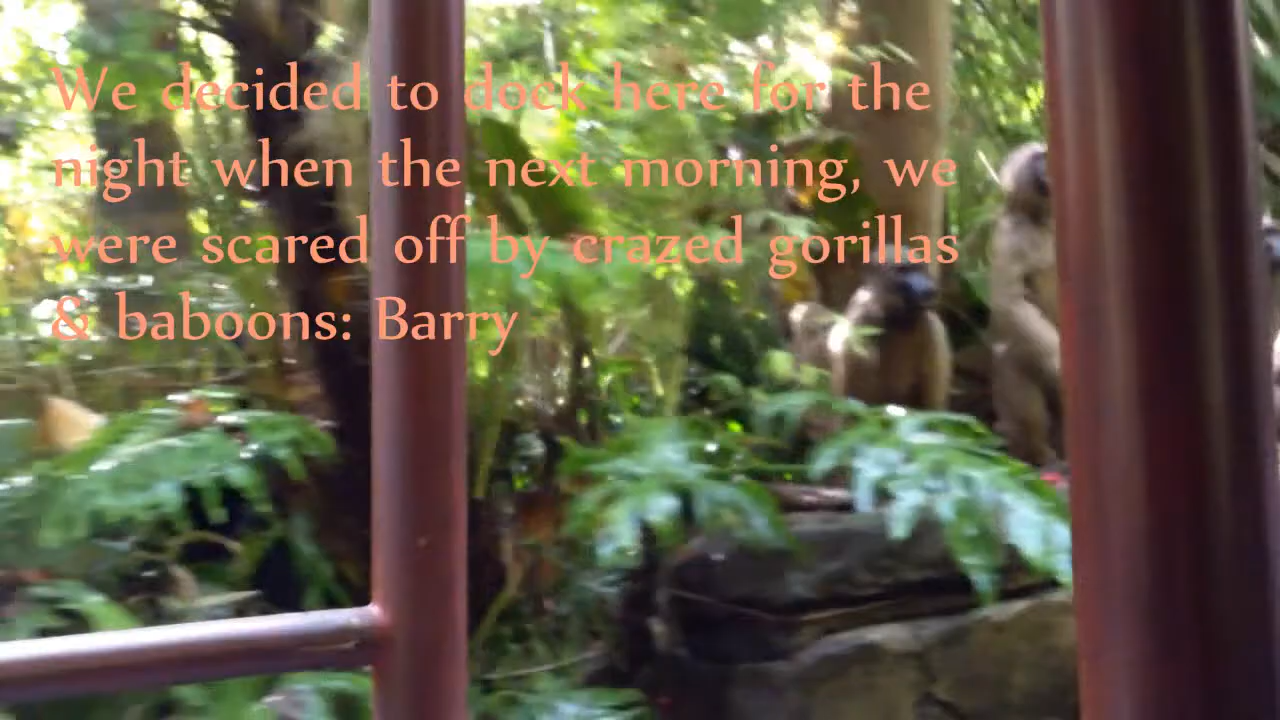 We decided to dock here for the
night when the next morning, we
were scared off by crazed gorillas
& baboons: Barry